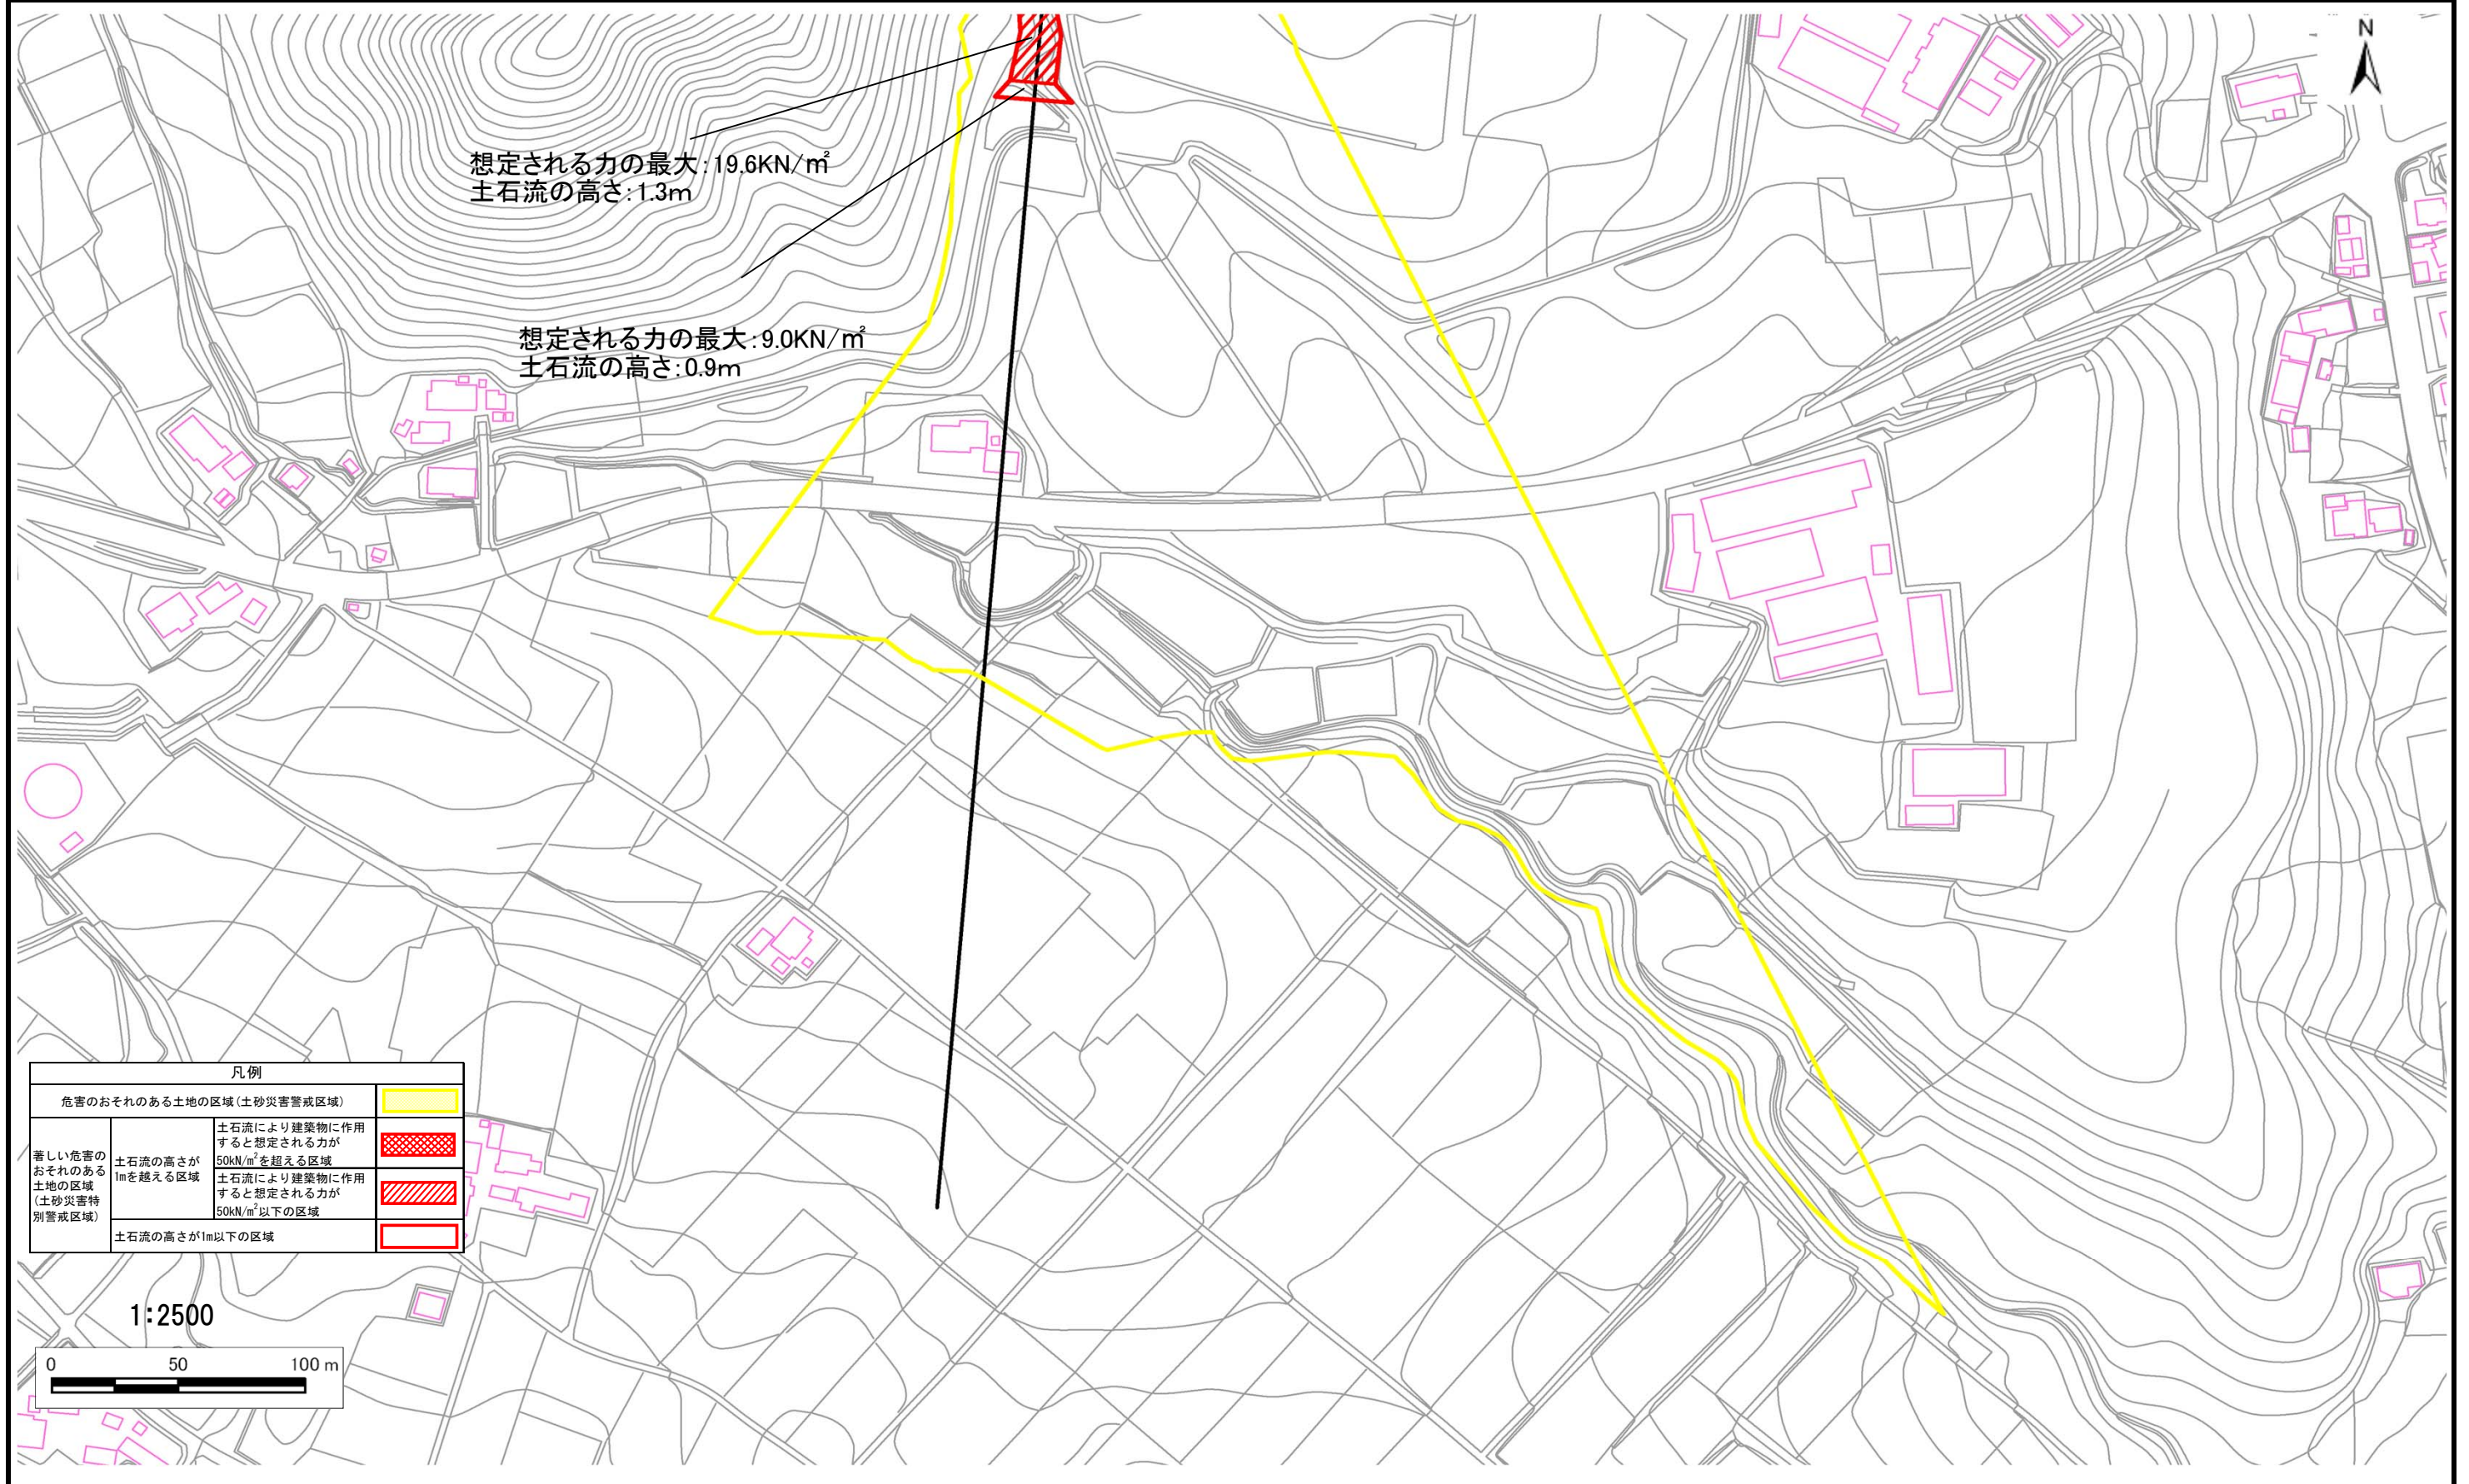 N
想定される力の最大:19.6KN/㎡
土石流の高さ:1.3m
想定される力の最大:9.0KN/㎡
土石流の高さ:0.9m
凡例
危害のおそれのある土地の区域(土砂災害警戒区域)
著しい危害の
おそれのある
土地の区域
(土砂災害特
別警戒区域)
土石流の高さが
1mを越える区域
土石流により建築物に作用
すると想定される力が
50kN/m²を超える区域
土石流により建築物に作用
すると想定される力が
50kN/m²以下の区域
土石流の高さが1m以下の区域
1:2500
0 50 100 m